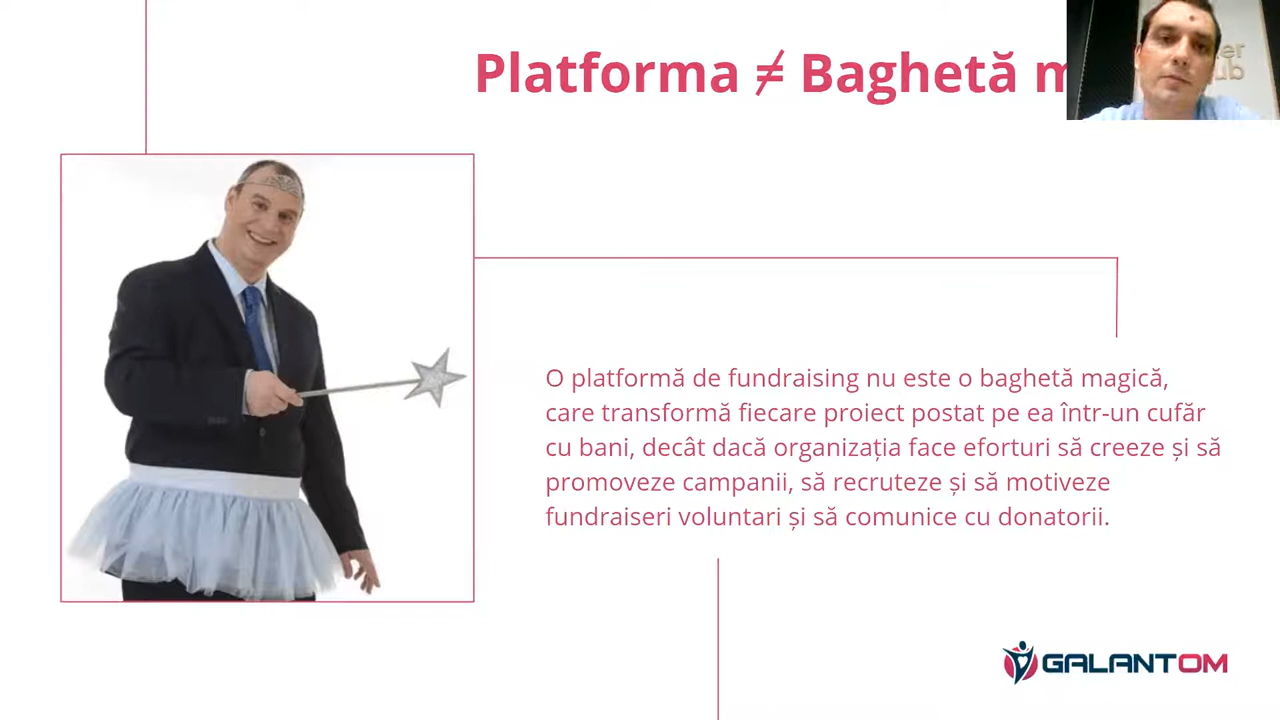 Platforma ≠ Baghetă
O platformă de fundraising nu este o baghetă magică,
care transformă fiecare proiect postat pe ea într-un cufăr
cu bani, decât dacă organizația face eforturi să creeze și să
promoveze campanii, să recruteze și să motiveze
fundraiseri voluntari și să comunice cu donatorii.
GALANTOM